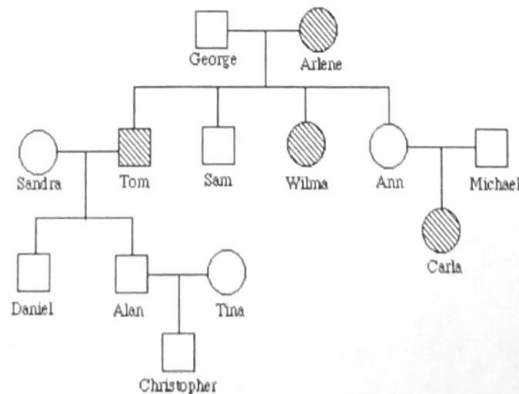 George Arlene
Sandra Tom Sam Wilma Ann Michael
Carla
Daniel Alan Tina
Christopher